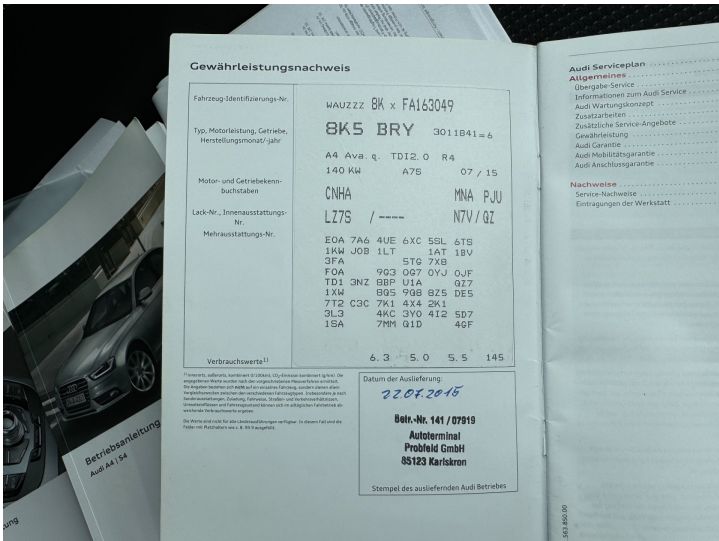 Gewährleistungsnachweis
Fahrzeug-Identifizierungs-Nr.
WAUZZZ 8K x FA163049
Typ, Motorleistung, Getriebe,
Herstellungsmonat/-jahr
8K5 BRY 3011841=6
A4 Ava. q. TDI2.0 R4
140 KW A7S 07 / 15
Motor- und Getriebekenn-
buchstaben
CNHA MNA PJU
Lack-Nr., Innenausstattungs-
Nr.
LZ7S /---- N7V / QZ
Mehrausstattungs-Nr.
E0A 7A6 4UE 6XC 5SL 6TS
1KW J0B 1LT 1AT 1BV
3FA 5TG 7X8
F0A 9G3 0G7 0YJ 0JF
TD1 3NZ 8BP U1A QZ7
1XW 8Q5 9Q8 8Z5 DE5
7T2 C3C 7K1 4X4 2K1
3L3 4KC 3Y0 4I2 5D7
1SA 7MM Q1D 4GF
Verbrauchswerte¹⁾
6.3 5.0 5.5 145
Datum der Auslieferung:
22.07.2015
Betr.-Nr. 141 / 07919
Autoterminal
Probfeld GmbH
85123 Karlskron
Stempel des ausliefernden Audi Betriebes
Audi Serviceplan
Allgemeines
Übergabe-Service
Informationen zum Audi Service
Audi Wartungskonzept
Zusatzarbeiten
Zusätzliche Service-Angebote
Gewährleistung
Audi Garantie
Audi Mobilitätsgarantie
Audi Anschlussgarantie
Nachweise
Service-Nachweise
Eintragungen der Werkstatt
.563.850.00
Betriebsanleitung
Audi A4 | S4